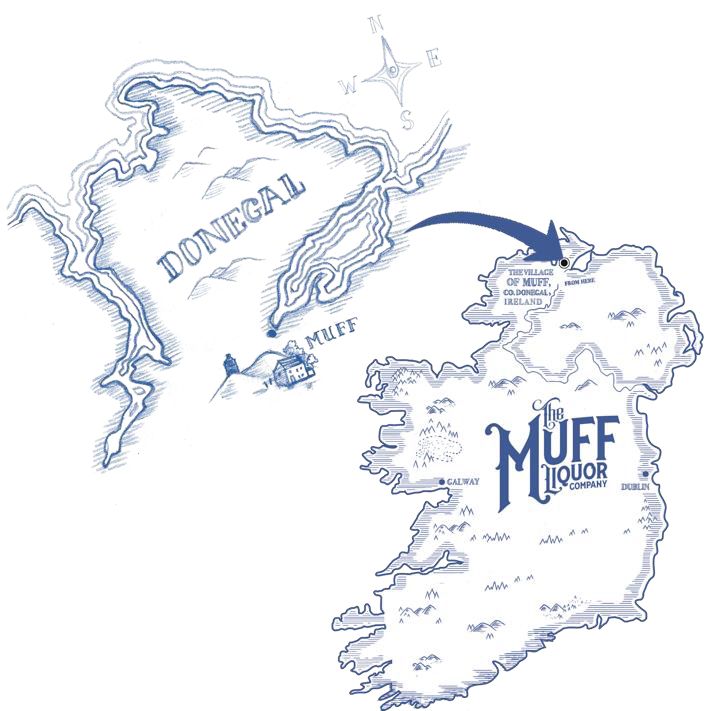 N
W E
S
DONEGAL
MUFF
THE VILLAGE
OF MUFF,
CO. DONEGAL,
IRELAND
FROM HERE
The
MUFF
LIQUOR
COMPANY
GALWAY
DUBLIN